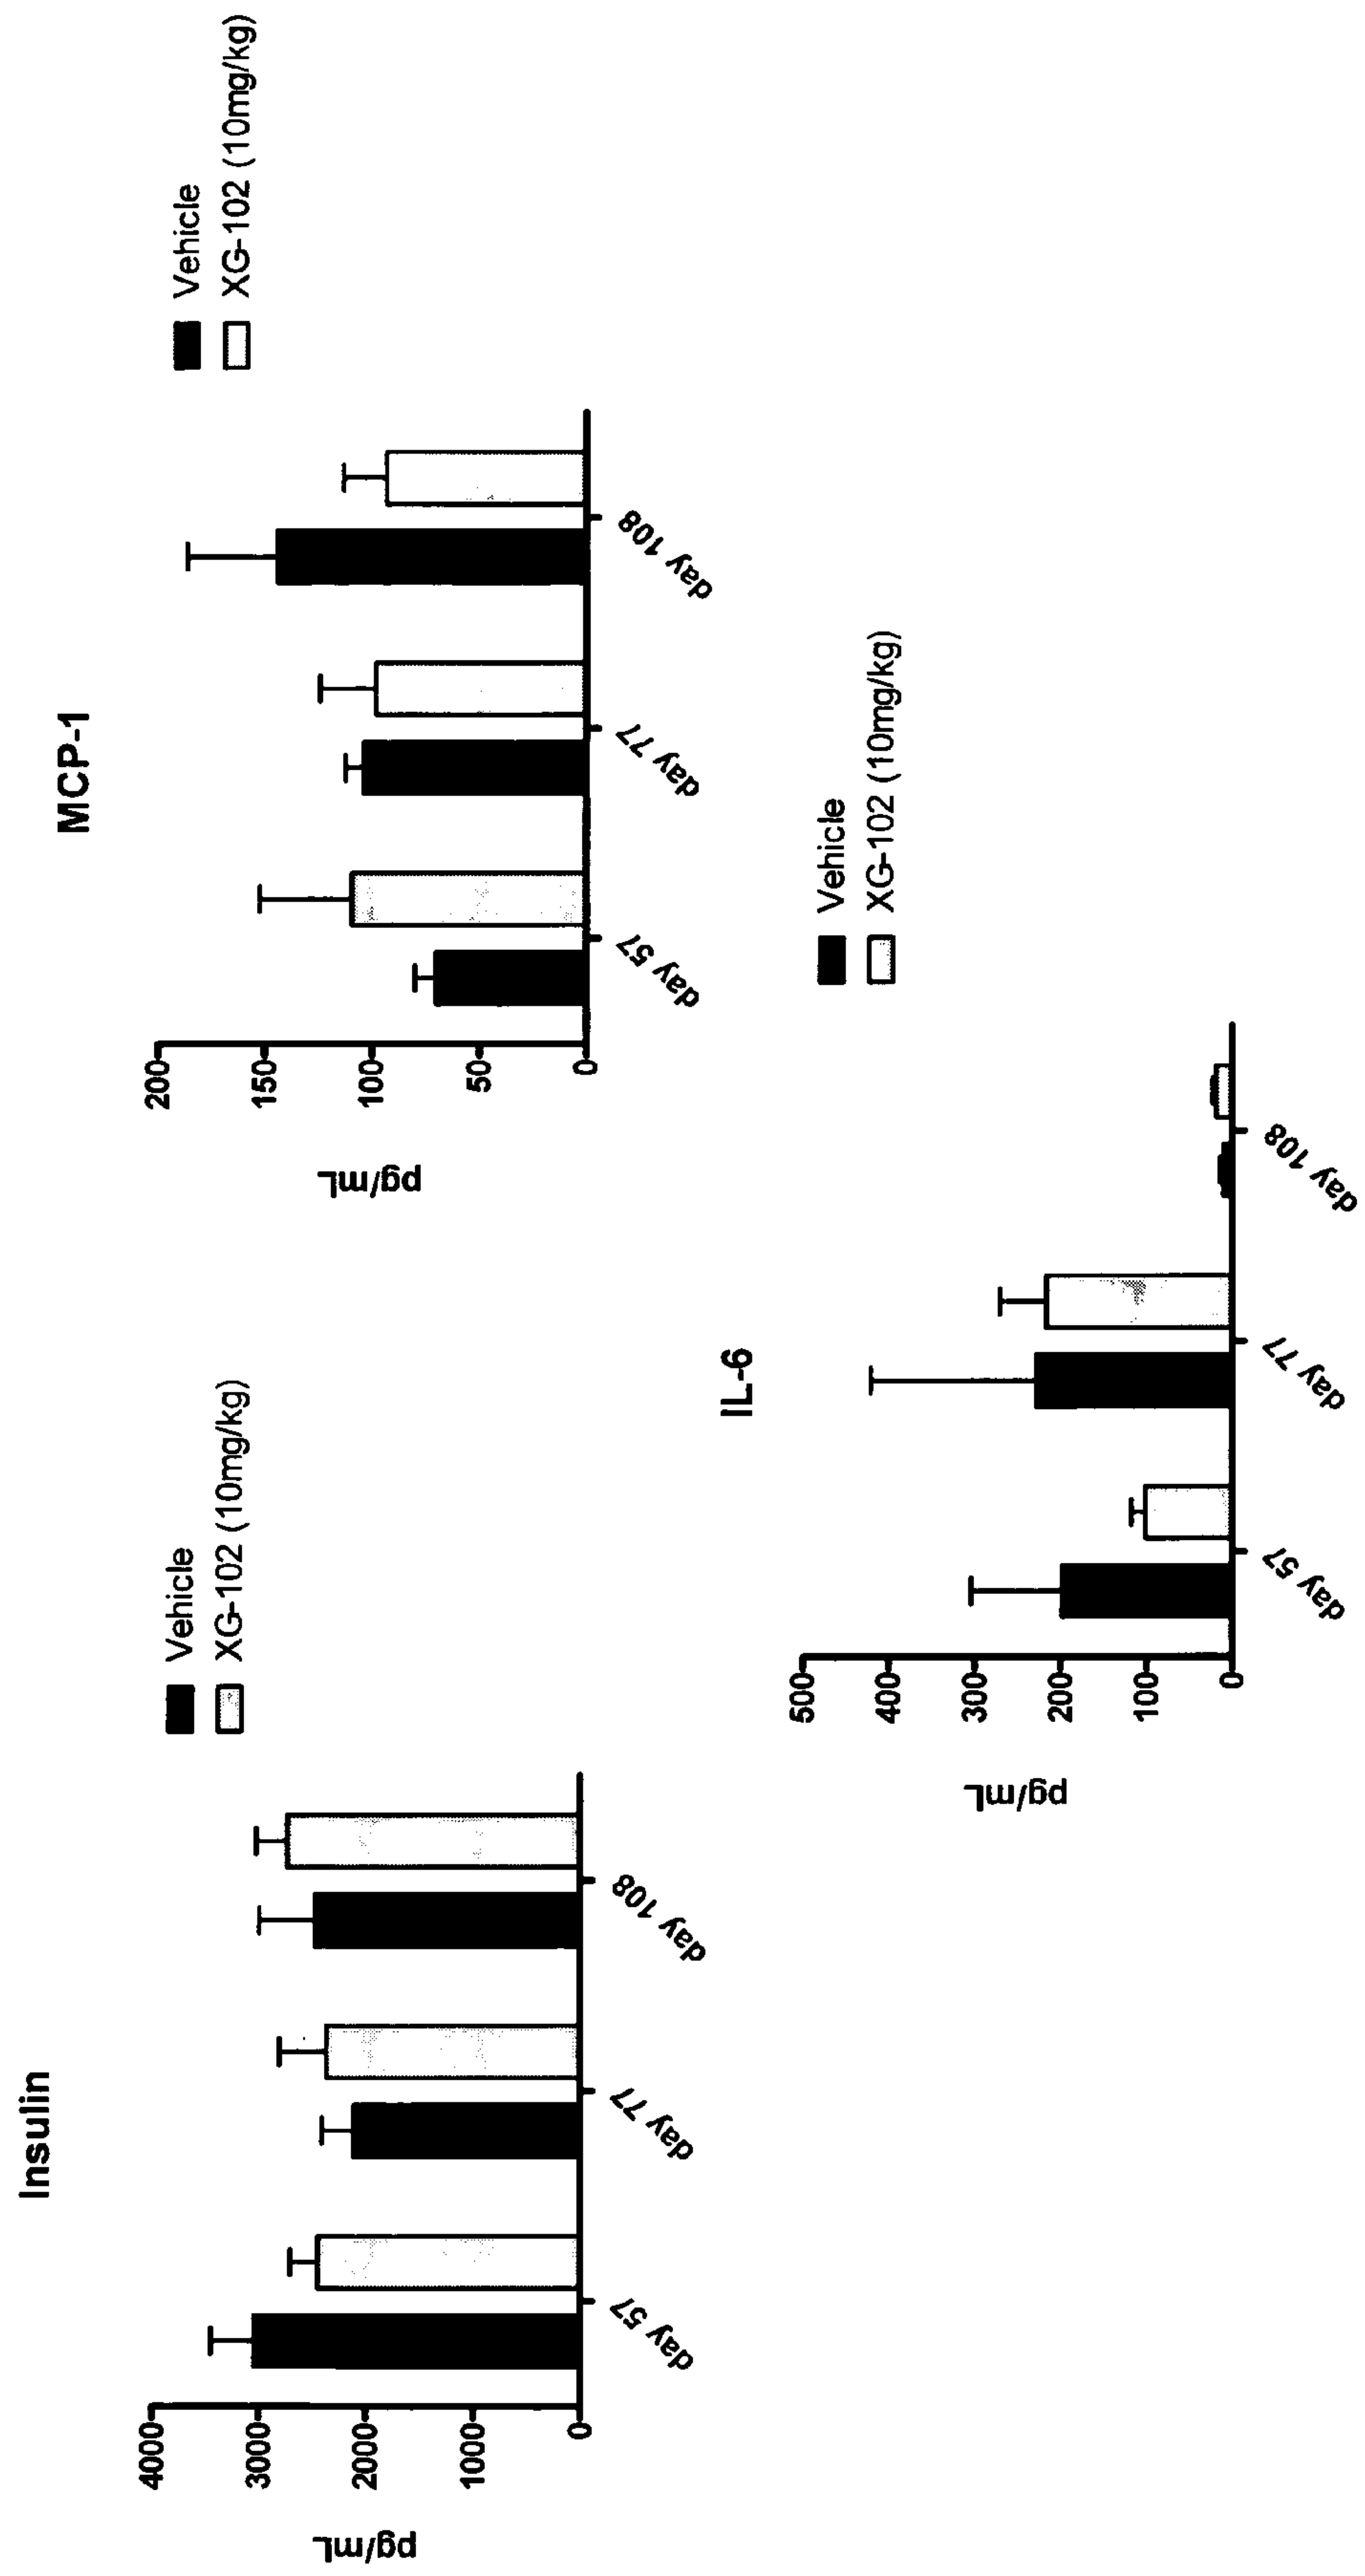 Insulin
Vehicle
XG-102 (10mg/kg)
pg/mL
4000
3000
2000
1000
0
day 57
day 77
day 108
MCP-1
Vehicle
XG-102 (10mg/kg)
pg/mL
200
150
100
50
0
day 57
day 77
day 108
IL-6
Vehicle
XG-102 (10mg/kg)
pg/mL
500
400
300
200
100
0
day 57
day 77
day 108